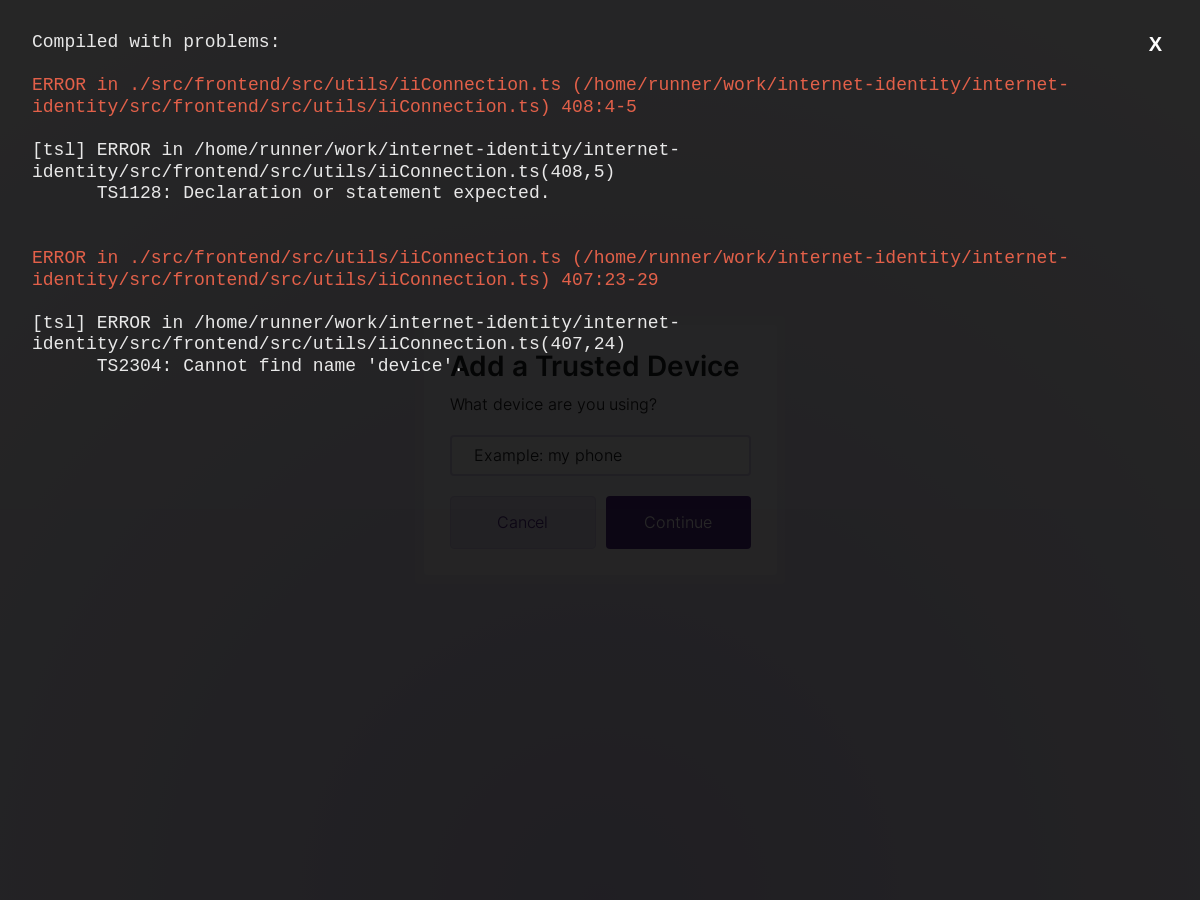 Compiled with problems:
X
ERROR in ./src/frontend/src/utils/iiConnection.ts (/home/runner/work/internet-identity/internet-
identity/src/frontend/src/utils/iiConnection.ts) 408:4-5
[tsl] ERROR in /home/runner/work/internet-identity/internet-
identity/src/frontend/src/utils/iiConnection.ts(408,5)
TS1128: Declaration or statement expected.
ERROR in ./src/frontend/src/utils/iiConnection.ts (/home/runner/work/internet-identity/internet-
identity/src/frontend/src/utils/iiConnection.ts) 407:23-29
[tsl] ERROR in /home/runner/work/internet-identity/internet-
identity/src/frontend/src/utils/iiConnection.ts(407,24)
TS2304: Cannot find name 'device'.
Add a Trusted Device
What device are you using?
Example: my phone
Cancel
Continue